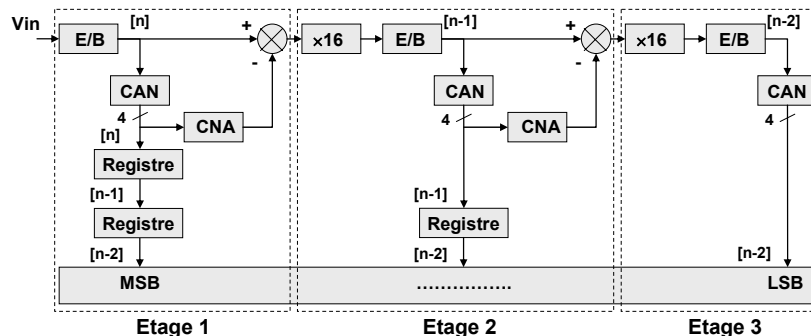 Vin
E/B
[n]
+
-
×16
E/B
[n-1]
+
-
×16
E/B
[n-2]
CAN
4
CNA
[n]
Registre
[n-1]
Registre
[n-2]
CAN
4
CNA
[n-1]
Registre
[n-2]
CAN
4
[n-2]
MSB
................
LSB
Etage 1
Etage 2
Etage 3